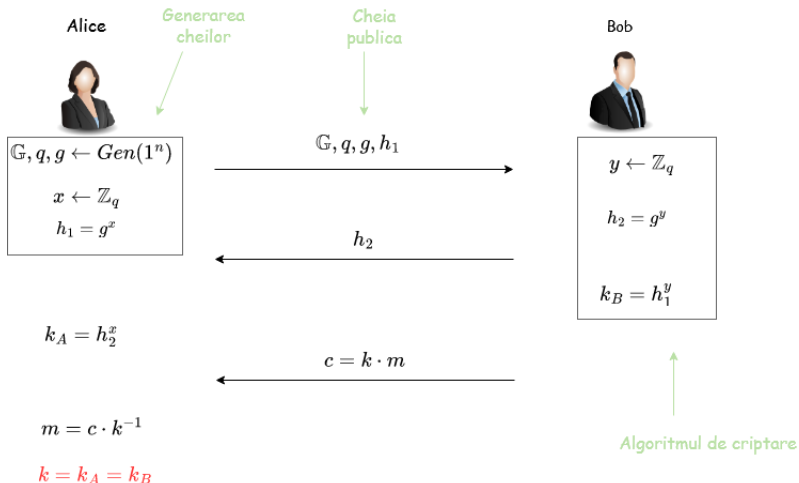 Alice
Generarea
cheilor
Cheia
publica
Bob
𝔾, q, g ← Gen(1ⁿ)
x ← ℤ_q
h₁ = gˣ
𝔾, q, g, h₁
y ← ℤ_q
h₂ = gʸ
k_B = h₁ʸ
h₂
k_A = h₂ˣ
c = k · m
m = c · k⁻¹
k = k_A = k_B
Algoritmul de criptare